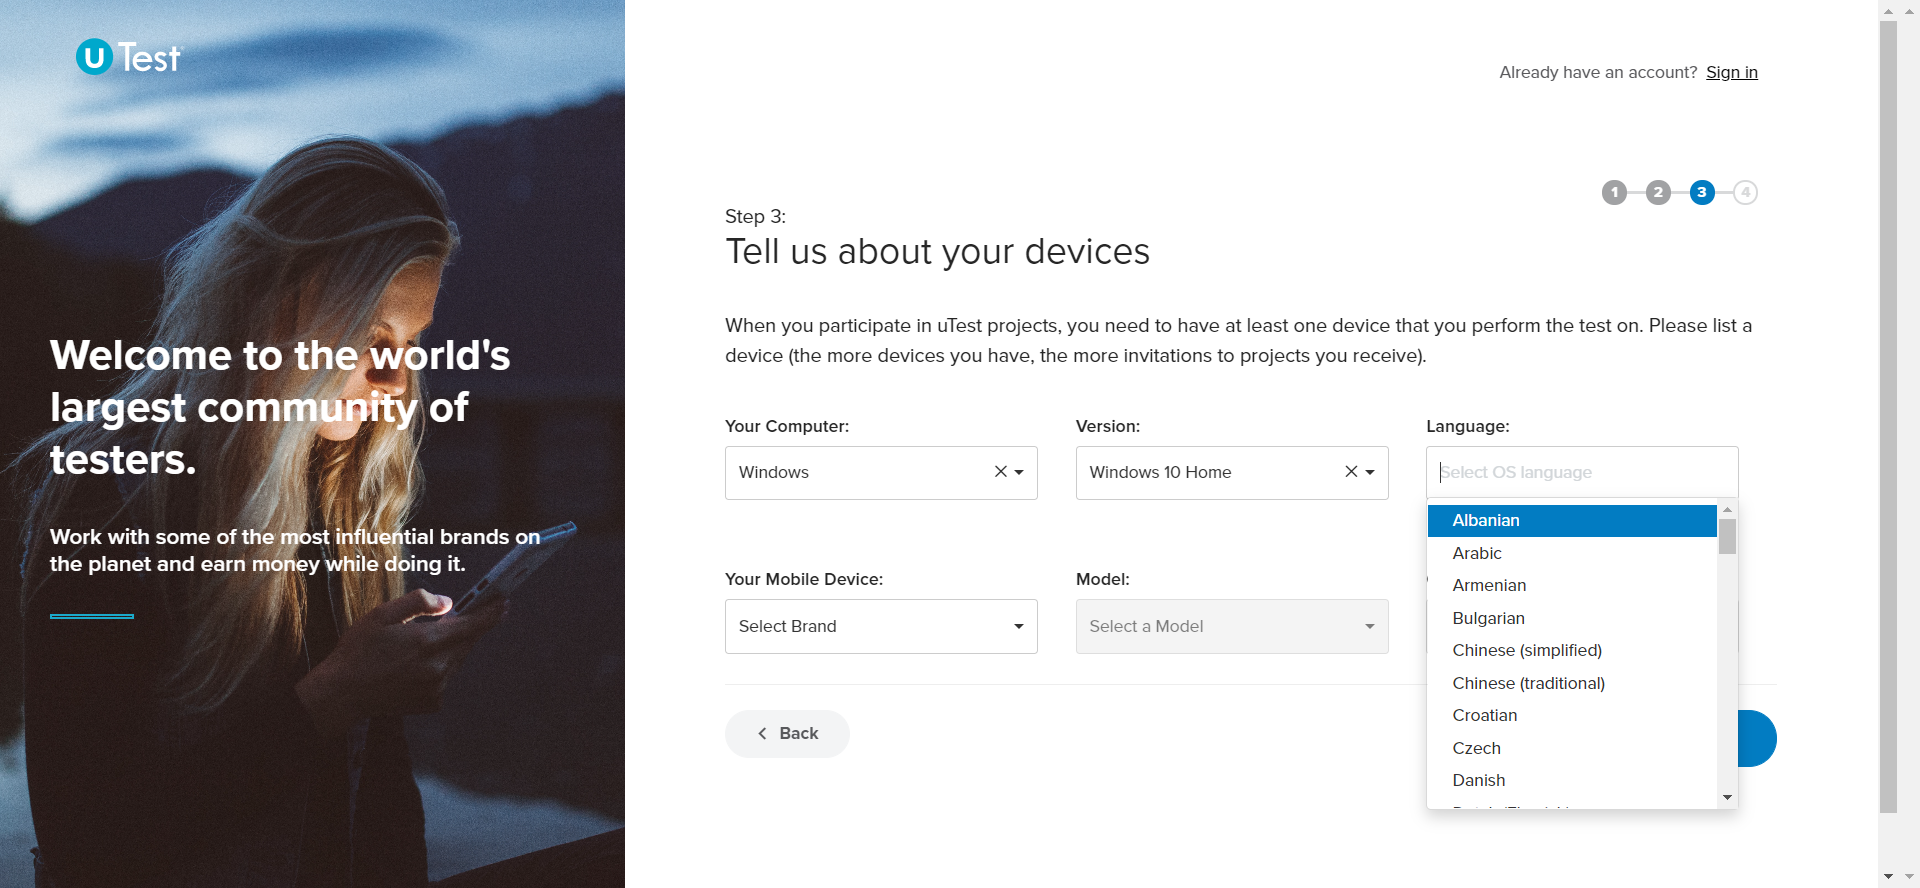 U Test
Welcome to the world's
largest community of
testers.
Work with some of the most influential brands on
the planet and earn money while doing it.
Already have an account? Sign in
1 2 3 4
Step 3:
Tell us about your devices
When you participate in uTest projects, you need to have at least one device that you perform the test on. Please list a
device (the more devices you have, the more invitations to projects you receive).
Your Computer: Version: Language:
Windows Windows 10 Home Select OS language
Albanian
Arabic
Armenian
Bulgarian
Chinese (simplified)
Chinese (traditional)
Croatian
Czech
Danish
Your Mobile Device: Model:
Select Brand Select a Model
Back